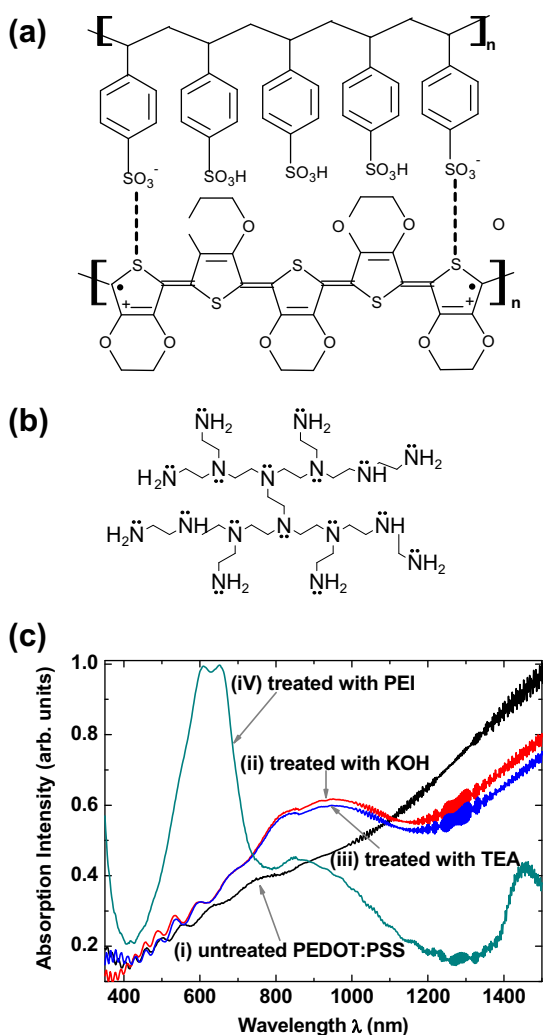 (a)
[ ]n
SO3- SO3H SO3H SO3H SO3-
O O O O
S S S S S
[ • + + • ]n
O O O O O O
(b)
NH2 NH2
H2N N N N NH NH2
H2N NH N N N NH
NH2 NH2 NH2
(c)
1.0
(iV) treated with PEI
0.8
(ii) treated with KOH
0.6
(iii) treated with TEA
0.4
(i) untreated PEDOT:PSS
0.2
400 600 800 1000 1200 1400
Wavelength λ (nm)
Absorption Intensity (arb. units)